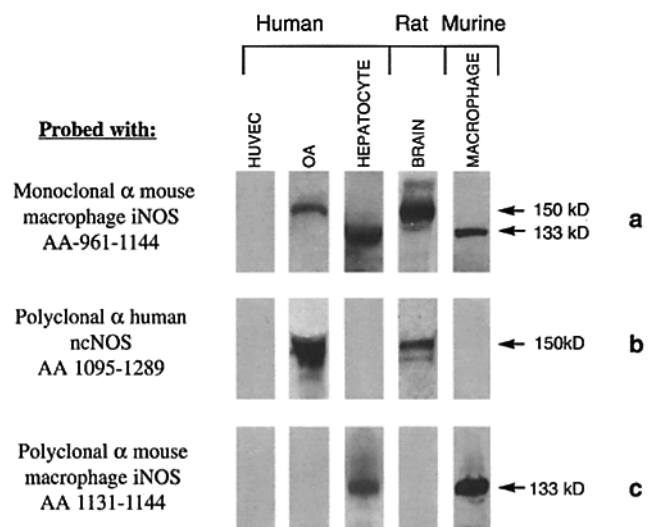 Human Rat Murine
Probed with: HUVEC OA HEPATOCYTE BRAIN MACROPHAGE
Monoclonal α mouse
macrophage iNOS
AA-961-1144
150 kD
133 kD
a
Polyclonal α human
ncNOS
AA 1095-1289
150kD
b
Polyclonal α mouse
macrophage iNOS
AA 1131-1144
133 kD
c